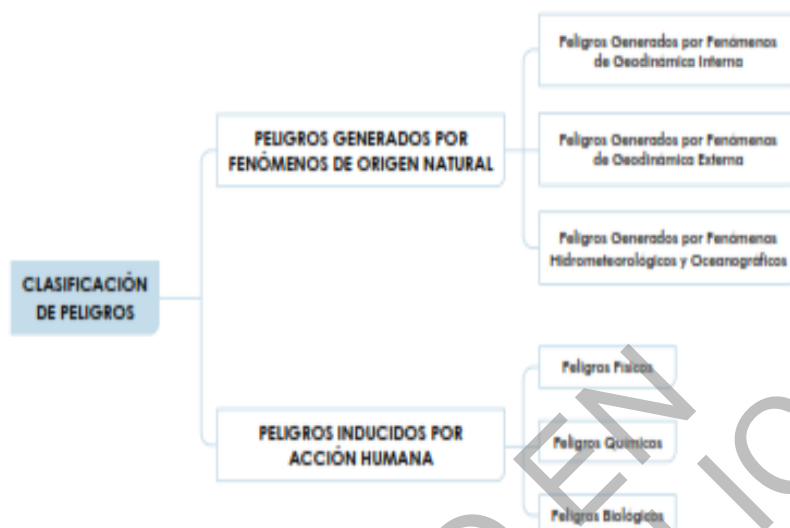 Peligros Generados por Fenómenos
de Geodinámica Interna
PELIGROS GENERADOS POR
FENÓMENOS DE ORIGEN NATURAL
Peligros Generados por Fenómenos
de Geodinámica Externa
Peligros Generados por Fenómenos
Hidrometeorológicos y Oceanográficos
CLASIFICACIÓN
DE PELIGROS
Peligros Físicos
PELIGROS INDUCIDOS POR
ACCIÓN HUMANA
Peligros Químicos
Peligros Biológicos
EN